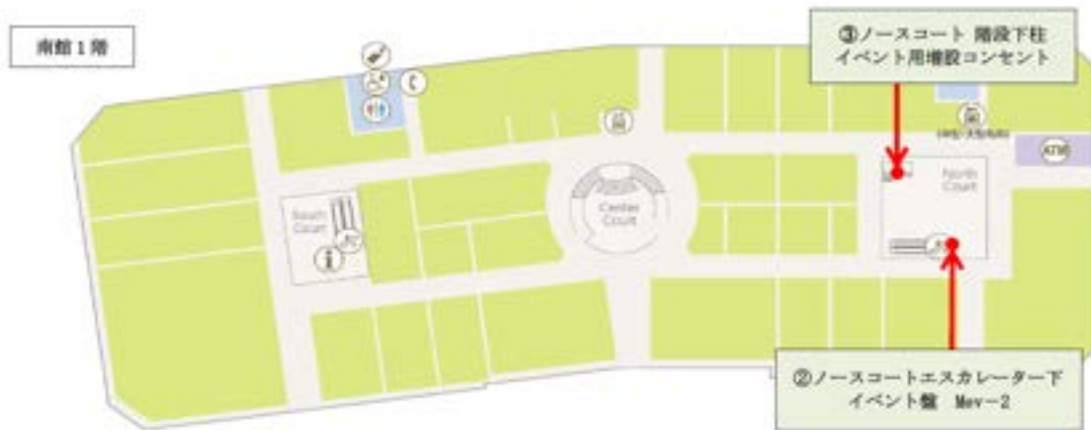 南館1階
③ノースコート 階段下柱
イベント用増設コンセント
ATM
North
Court
South
Court
Center
Court
②ノースコートエスカレーター下
イベント盤 Mev－2